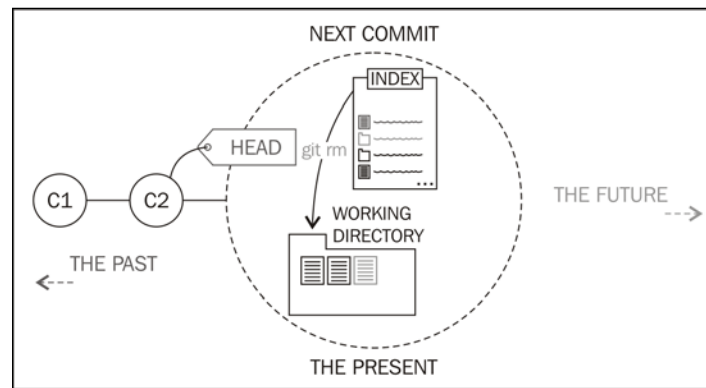 NEXT COMMIT
INDEX
HEAD
git rm
C1
C2
THE FUTURE
WORKING
DIRECTORY
THE PAST
THE PRESENT